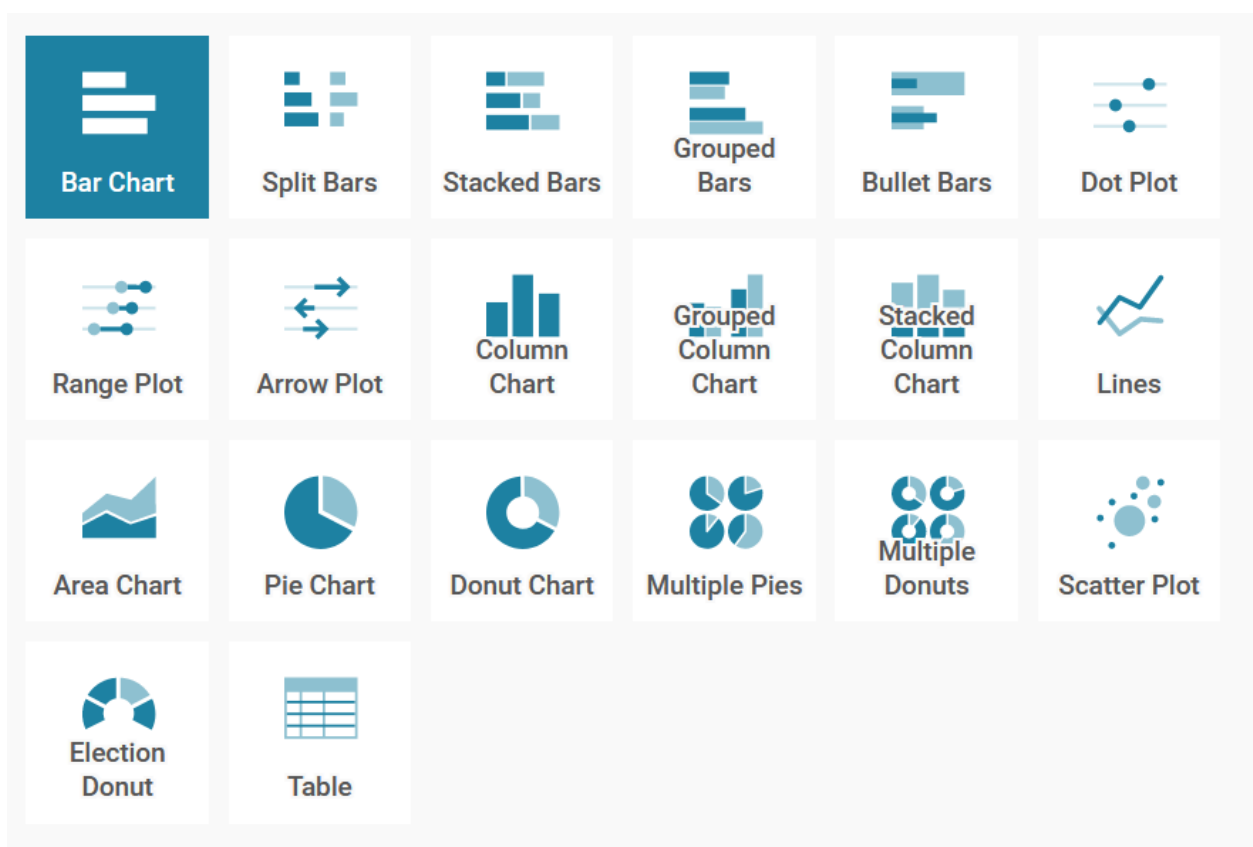 Bar Chart
Split Bars
Stacked Bars
Grouped
Bars
Bullet Bars
Dot Plot
Range Plot
Arrow Plot
Column
Chart
Grouped
Column
Chart
Stacked
Column
Chart
Lines
Area Chart
Pie Chart
Donut Chart
Multiple Pies
Multiple
Donuts
Scatter Plot
Election
Donut
Table